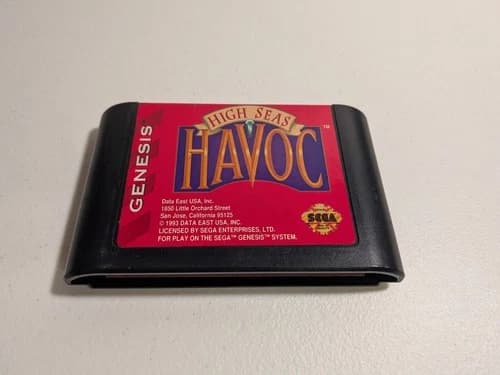 GENESIS
HIGH SEAS
HAVOC
TM
Data East USA, Inc.
1850 Little Orchard Street
San Jose, California 95125
© 1993 DATA EAST USA, INC.
LICENSED BY SEGA ENTERPRISES, LTD.
FOR PLAY ON THE SEGA™ GENESIS™ SYSTEM.
SEGA